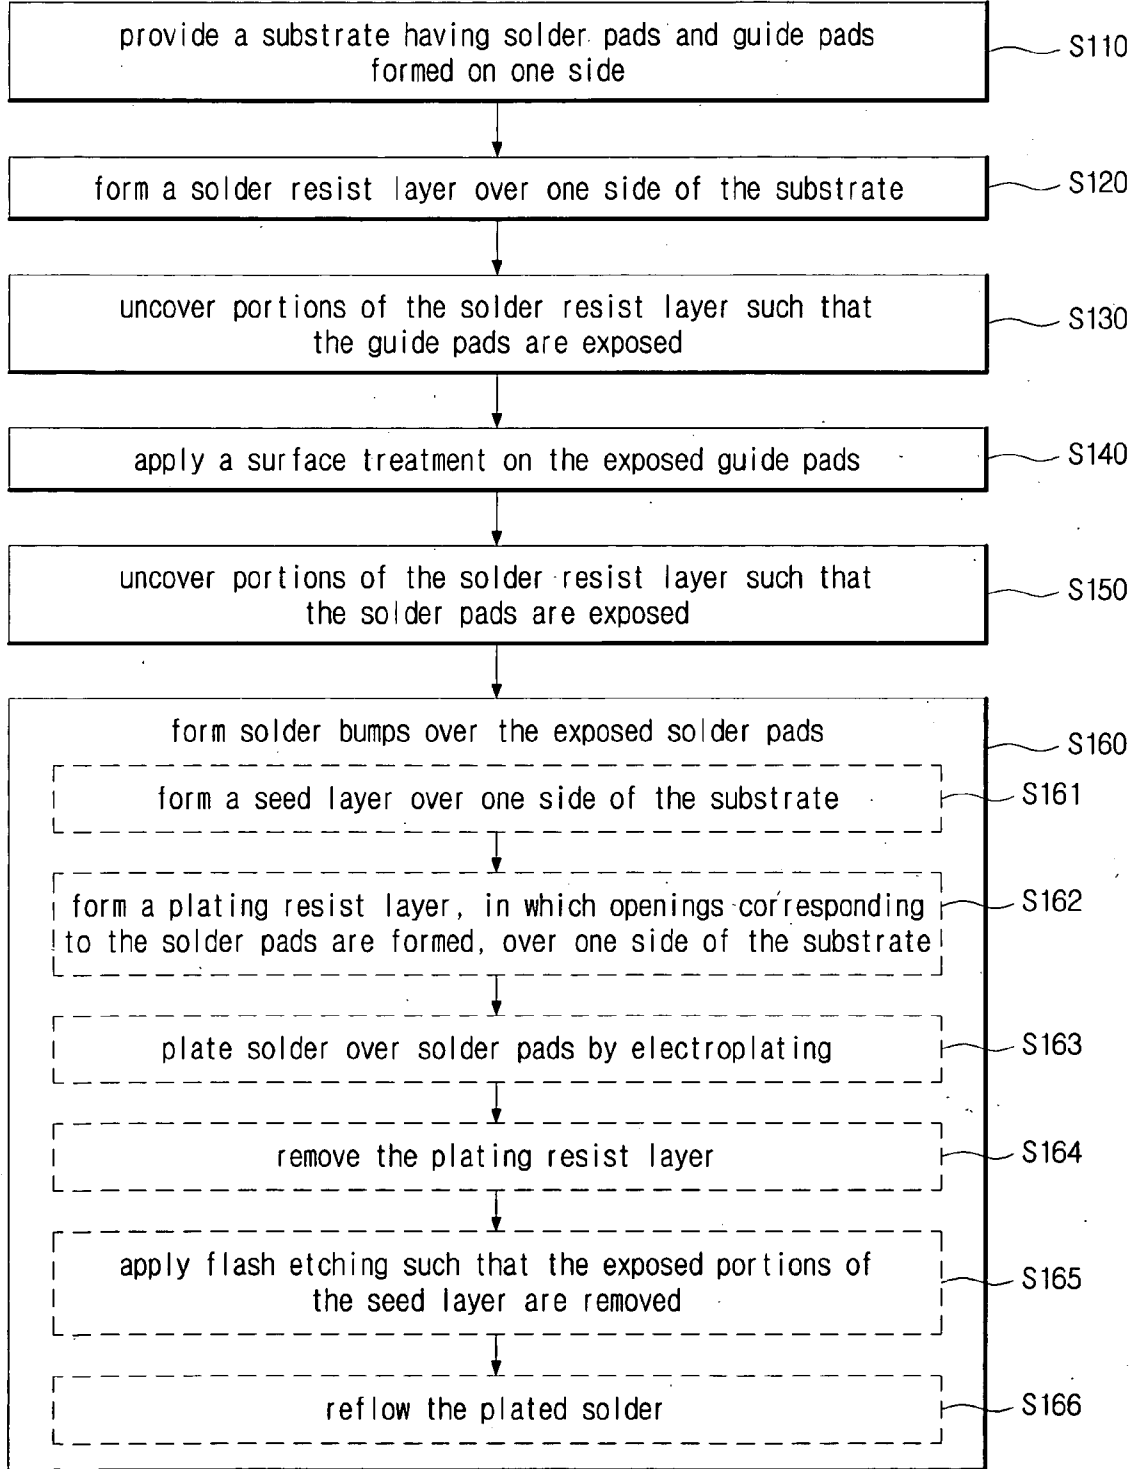 provide a substrate having solder pads and guide pads
formed on one side
S110
form a solder resist layer over one side of the substrate
S120
uncover portions of the solder resist layer such that
the guide pads are exposed
S130
apply a surface treatment on the exposed guide pads
S140
uncover portions of the solder resist layer such that
the solder pads are exposed
S150
form solder bumps over the exposed solder pads
S160
form a seed layer over one side of the substrate
S161
form a plating resist layer, in which openings corresponding
to the solder pads are formed, over one side of the substrate
S162
plate solder over solder pads by electroplating
S163
remove the plating resist layer
S164
apply flash etching such that the exposed portions of
the seed layer are removed
S165
reflow the plated solder
S166